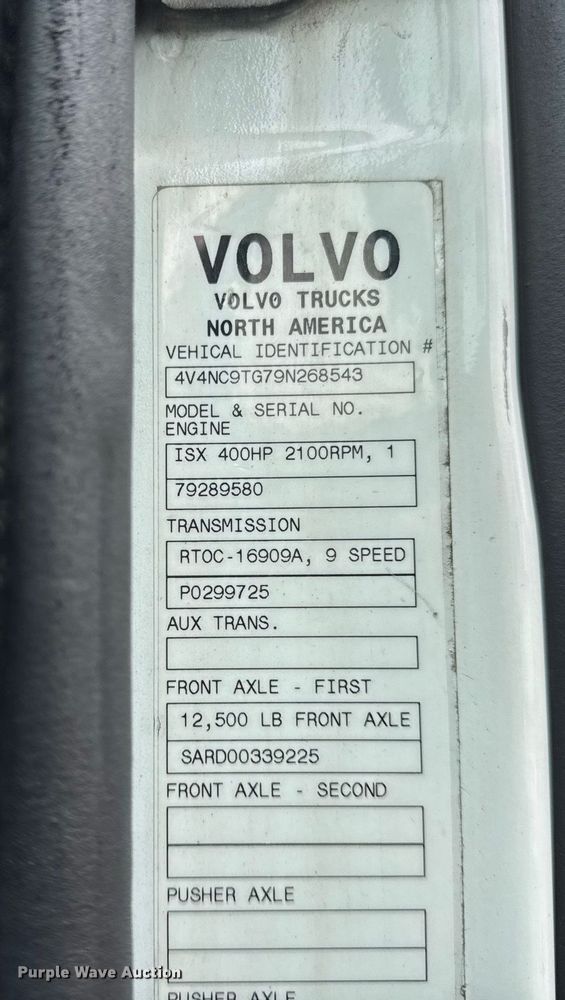 VOLVO
VOLVO TRUCKS
NORTH AMERICA
VEHICAL IDENTIFICATION #
4V4NC9TG79N268543
MODEL & SERIAL NO.
ENGINE
ISX 400HP 2100RPM, 1
79289580
TRANSMISSION
RTOC-16909A, 9 SPEED
P0299725
AUX TRANS.
FRONT AXLE - FIRST
12,500 LB FRONT AXLE
SARD00339225
FRONT AXLE - SECOND
PUSHER AXLE
PUSHER AXLE
Purple Wave Auction